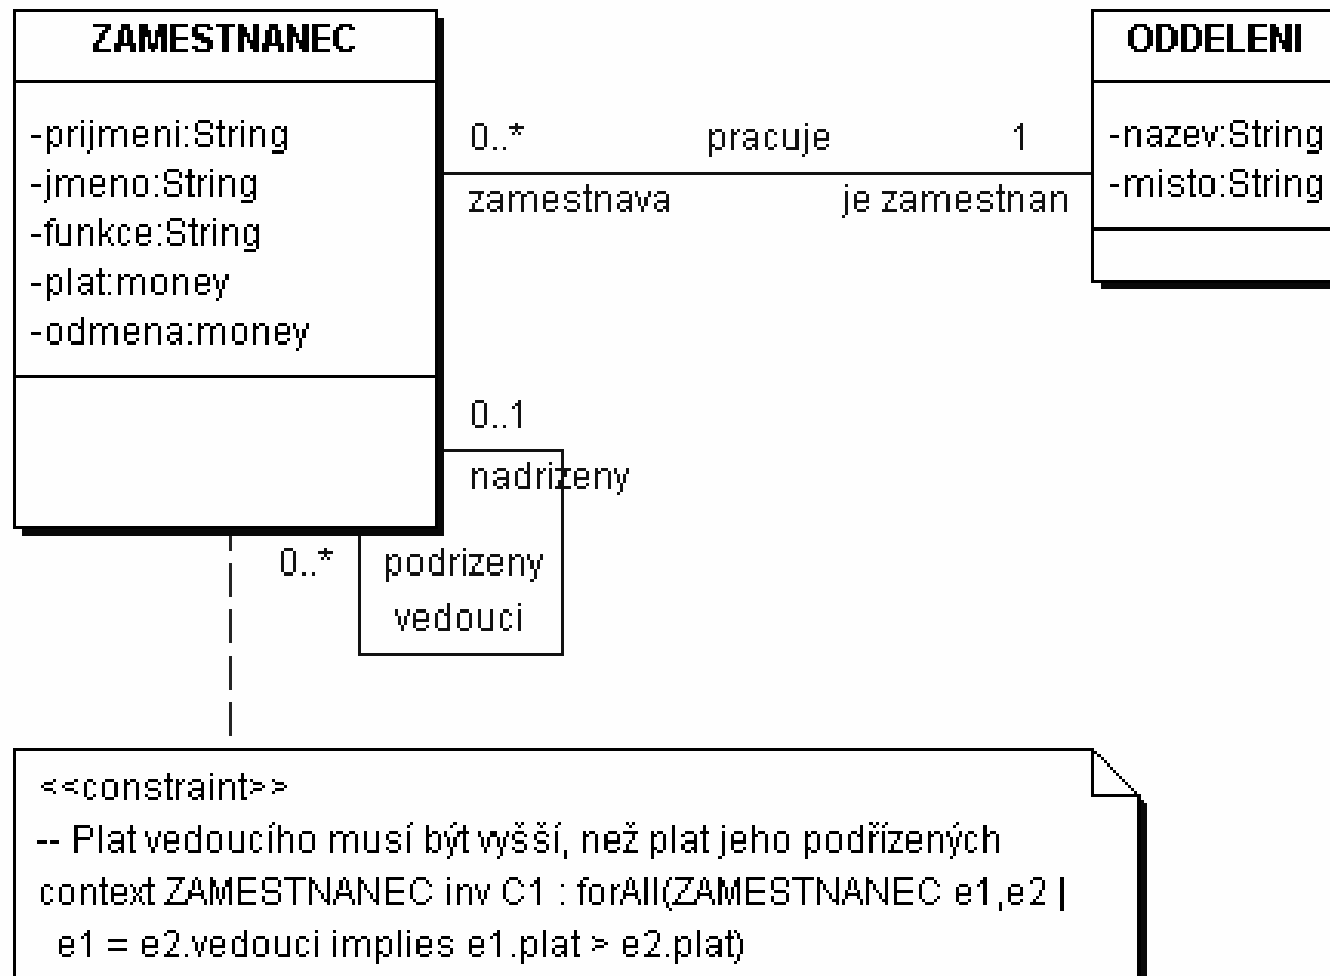 ZAMESTNANEC
-prijmeni:String
-jmeno:String
-funkce:String
-plat:money
-odmena:money
ODDELENI
-nazev:String
-misto:String
0..*
pracuje
1
zamestnava
je zamestnan
0..1
nadrizeny
0..*
podrizeny
vedouci
<<constraint>>
-- Plat vedoucího musí být vyšší, než plat jeho podřízených
context ZAMESTNANEC inv C1 : forAll(ZAMESTNANEC e1,e2 |
e1 = e2.vedouci implies e1.plat > e2.plat)